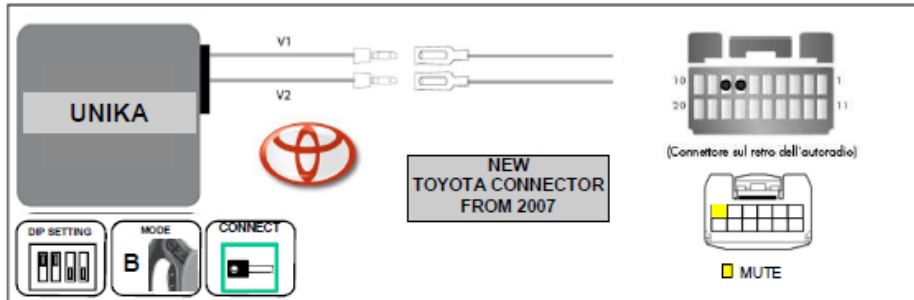 V1
V2
UNIKA
NEW
TOYOTA CONNECTOR
FROM 2007
10
1
20
11
(Connettore sul retro dell'autoradio)
DIP SETTING
MODE
B
CONNECT
MUTE